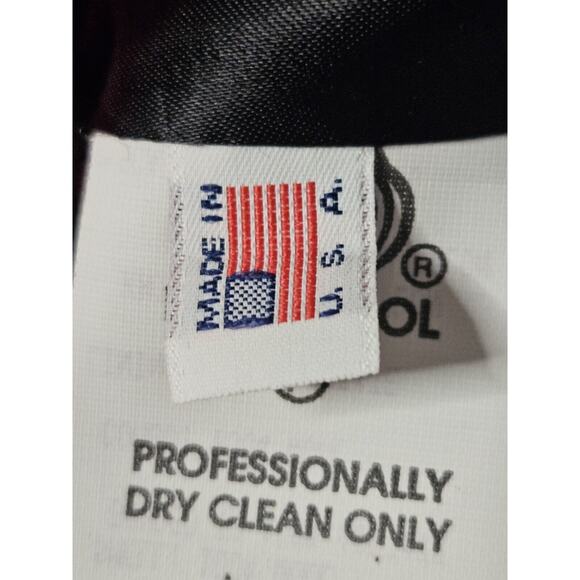 MADE IN
U. S. A.
®
OL
PROFESSIONALLY
DRY CLEAN ONLY